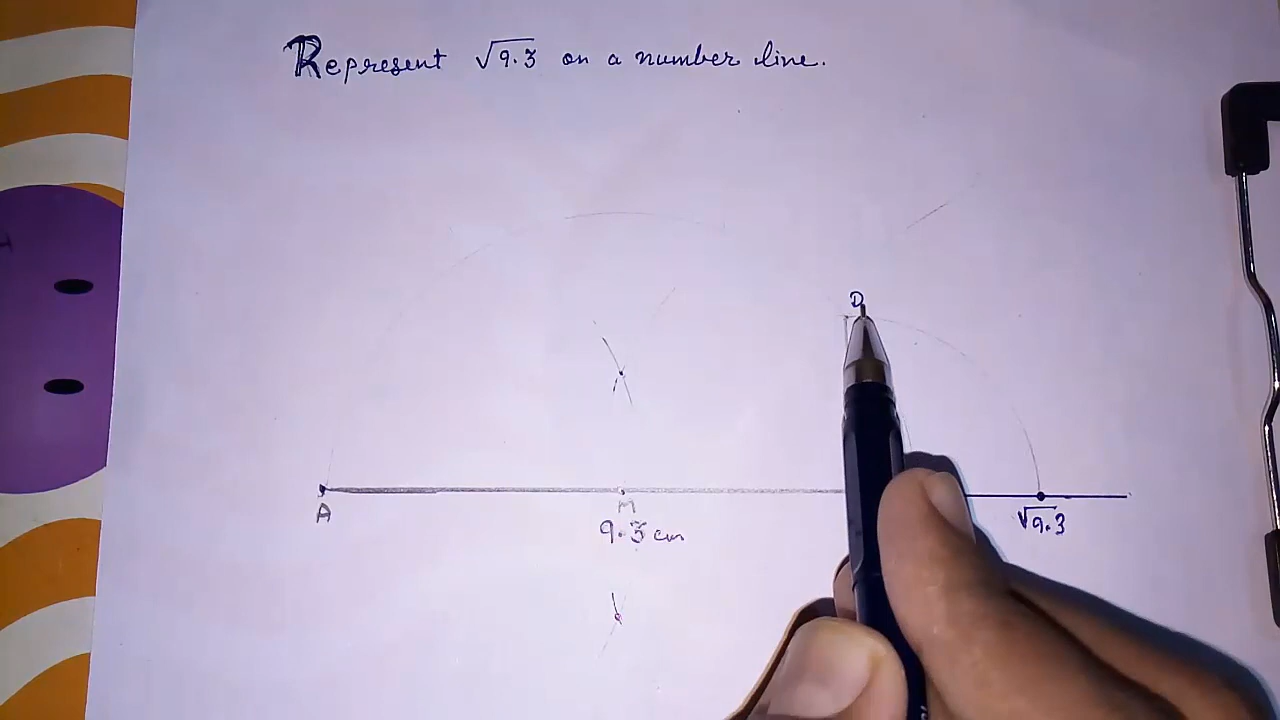 Represent √9.3 on a number line.
D
A
M
9.3 cm
√9.3